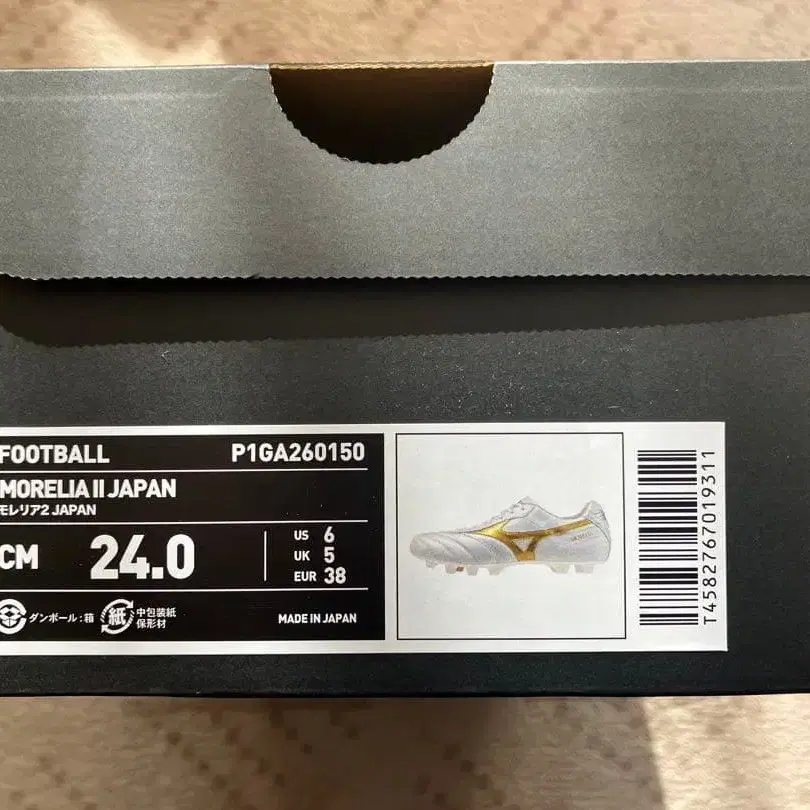 FOOTBALL P1GA260150
MORELIA II JAPAN
モレリア2 JAPAN
CM 24.0
US 6
UK 5
EUR 38
ダンボール:箱
紙 中包装紙
保形材
MADE IN JAPAN
T4582767019311